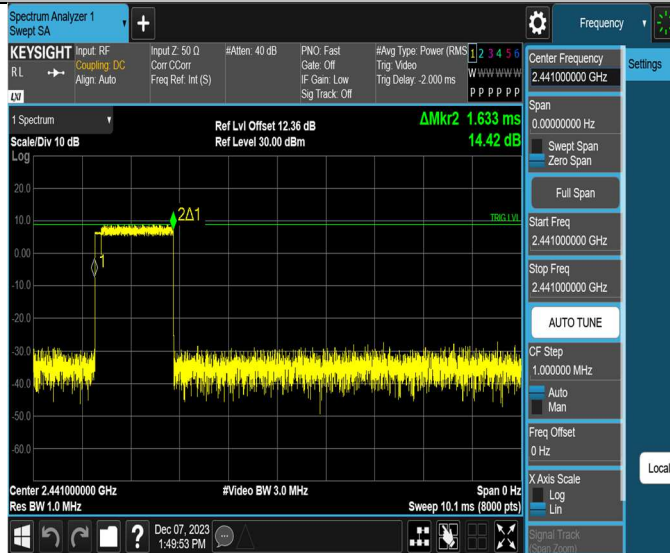 Spectrum Analyzer 1
Swept SA
Frequency
KEYSIGHT
RL
LXI
Input: RF
Coupling: DC
Align: Auto
Input Z: 50 Ω
Corr CCorr
Freq Ref: Int (S)
#Atten: 40 dB
PNO: Fast
Gate: Off
IF Gain: Low
Sig Track: Off
#Avg Type: Power (RMS
Trig: Video
Trig Delay: -2.000 ms
1 2 3 4 5 6
W W W W W W
P P P P P P
1 Spectrum
Scale/Div 10 dB
Log
Ref Lvl Offset 12.36 dB
Ref Level 30.00 dBm
ΔMkr2 1.633 ms
14.42 dB
20.0
10.0
0.00
-10.0
-20.0
-30.0
-40.0
-50.0
-60.0
2Δ1
1
TRIG LVL
Center 2.441000000 GHz
Res BW 1.0 MHz
#Video BW 3.0 MHz
Span 0 Hz
Sweep 10.1 ms (8000 pts)
Dec 07, 2023
1:49:53 PM
Center Frequency
2.441000000 GHz
Span
0.00000000 Hz
Swept Span
Zero Span
Full Span
Start Freq
2.441000000 GHz
Stop Freq
2.441000000 GHz
AUTO TUNE
CF Step
1.000000 MHz
Auto
Man
Freq Offset
0 Hz
X Axis Scale
Log
Lin
Signal Track
(Span Zoom)
Settings
Local